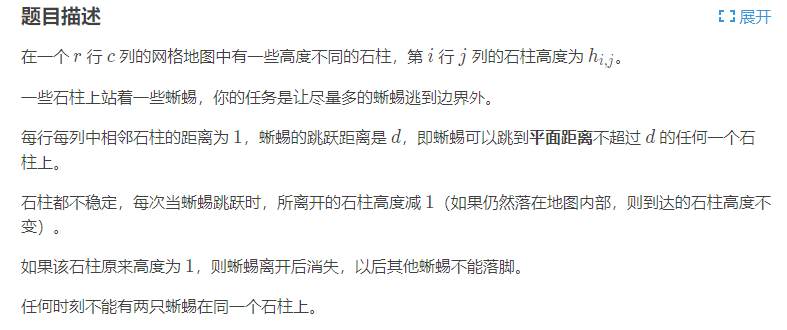 题目描述
展开
在一个 r 行 c 列的网格地图中有一些高度不同的石柱，第 i 行 j 列的石柱高度为 h_{i,j}。
一些石柱上站着一些蜥蜴，你的任务是让尽量多的蜥蜴逃到边界外。
每行每列中相邻石柱的距离为 1，蜥蜴的跳跃距离是 d，即蜥蜴可以跳到平面距离不超过 d 的任何一个石
柱上。
石柱都不稳定，每次当蜥蜴跳跃时，所离开的石柱高度减 1（如果仍然落在地图内部，则到达的石柱高度不
变）。
如果该石柱原来高度为 1，则蜥蜴离开后消失，以后其他蜥蜴不能落脚。
任何时刻不能有两只蜥蜴在同一个石柱上。